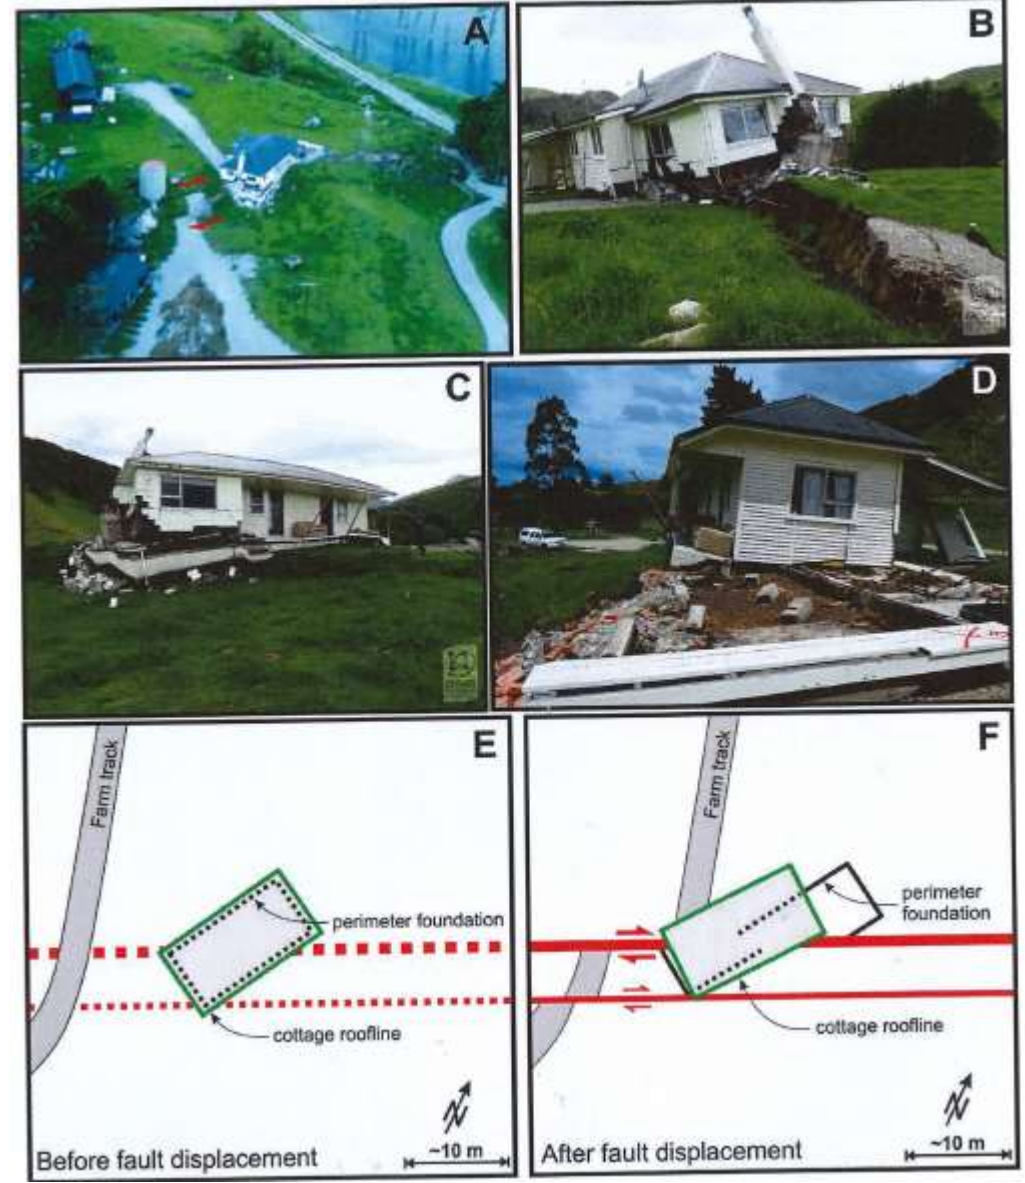 A
B
C
D
E
Farm track
perimeter foundation
cottage roofline
N
~10 m
Before fault displacement
F
Farm track
perimeter
foundation
cottage roofline
N
~10 m
After fault displacement